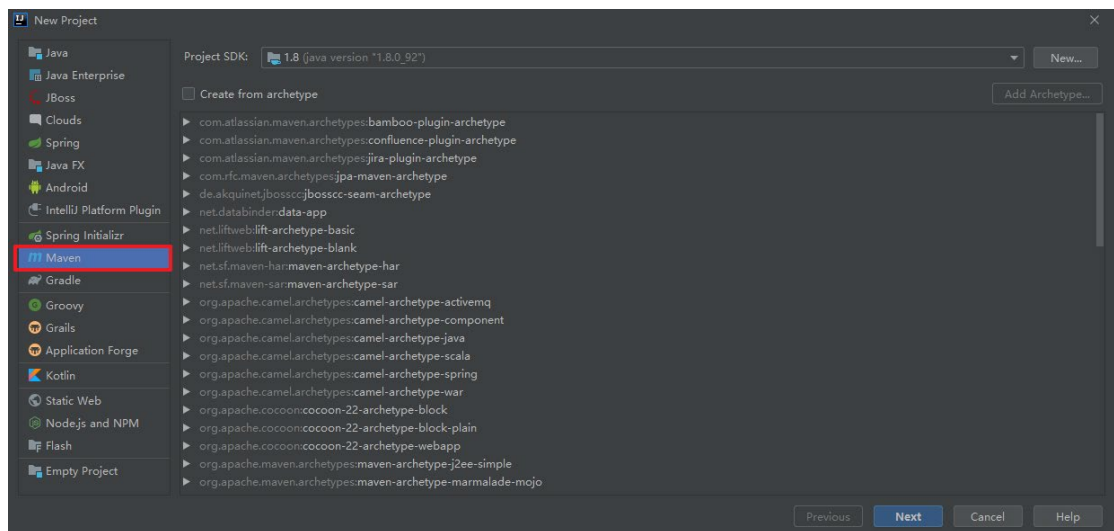 New Project
Java
Java Enterprise
JBoss
Clouds
Spring
Java FX
Android
IntelliJ Platform Plugin
Spring Initializr
Maven
Gradle
Groovy
Grails
Application Forge
Kotlin
Static Web
Node.js and NPM
Flash
Empty Project
Project SDK: 1.8 (java version "1.8.0_92") New...
Create from archetype Add Archetype...
com.atlassian.maven.archetypes:bamboo-plugin-archetype
com.atlassian.maven.archetypes:confluence-plugin-archetype
com.atlassian.maven.archetypes:jira-plugin-archetype
com.rfc.maven.archetypes:jpa-maven-archetype
de.akquinet.jbosscc:jbosscc-seam-archetype
net.databinder:data-app
net.liftweb:lift-archetype-basic
net.liftweb:lift-archetype-blank
net.sf.maven-har:maven-archetype-har
net.sf.maven-sar:maven-archetype-sar
org.apache.camel.archetypes:camel-archetype-activemq
org.apache.camel.archetypes:camel-archetype-component
org.apache.camel.archetypes:camel-archetype-java
org.apache.camel.archetypes:camel-archetype-scala
org.apache.camel.archetypes:camel-archetype-spring
org.apache.camel.archetypes:camel-archetype-war
org.apache.cocoon:cocoon-22-archetype-block
org.apache.cocoon:cocoon-22-archetype-block-plain
org.apache.cocoon:cocoon-22-archetype-webapp
org.apache.maven.archetypes:maven-archetype-j2ee-simple
org.apache.maven.archetypes:maven-archetype-marmalade-mojo
Previous Next Cancel Help